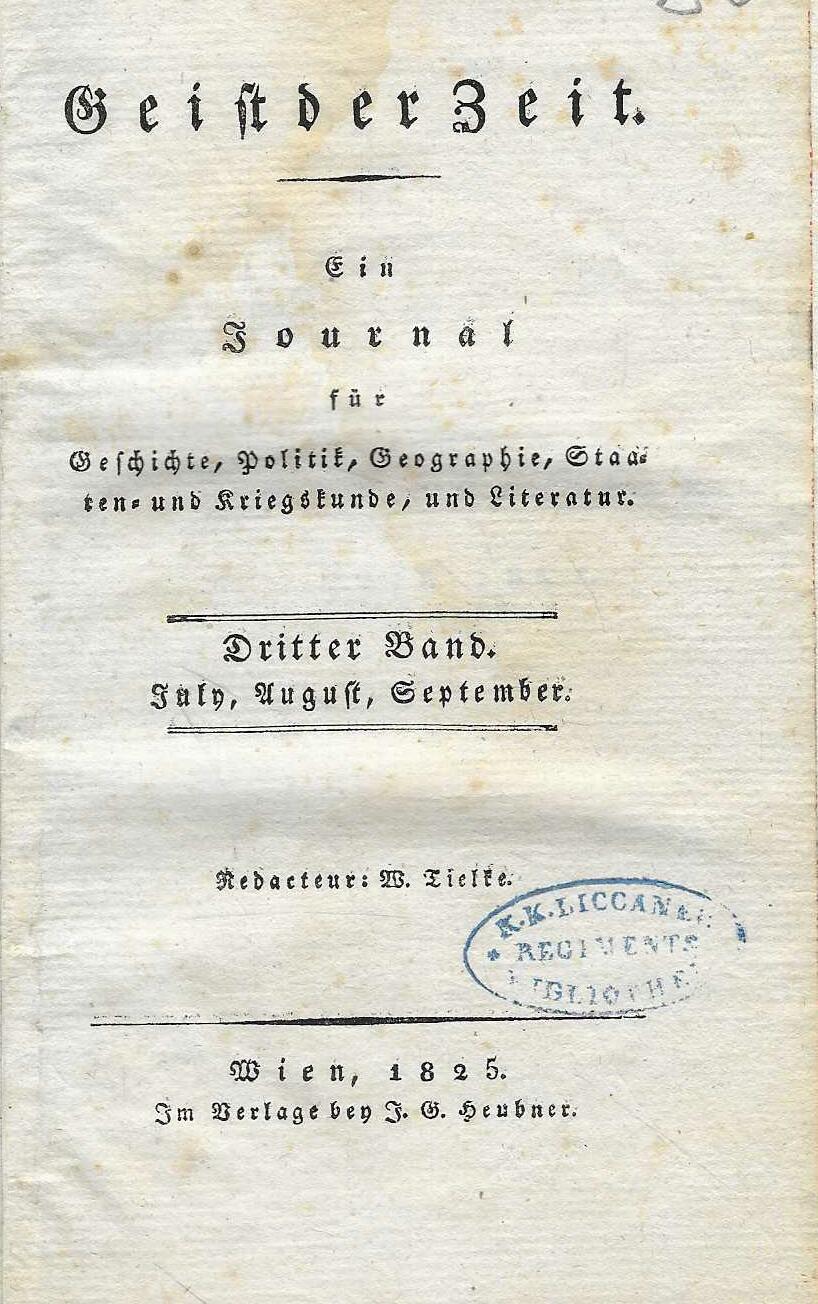 Geist der Zeit.
Ein
Journal
für
Geschichte, Politik, Geographie, Staa-
ten- und Kriegskunde, und Literatur.
Dritter Band.
July, August, September.
Redacteur: W. Tielke.
K. K. LICCANER
REGIMENTS
BIBLIOTHEK
Wien, 1825.
Im Verlage bey J. G. Heubner.